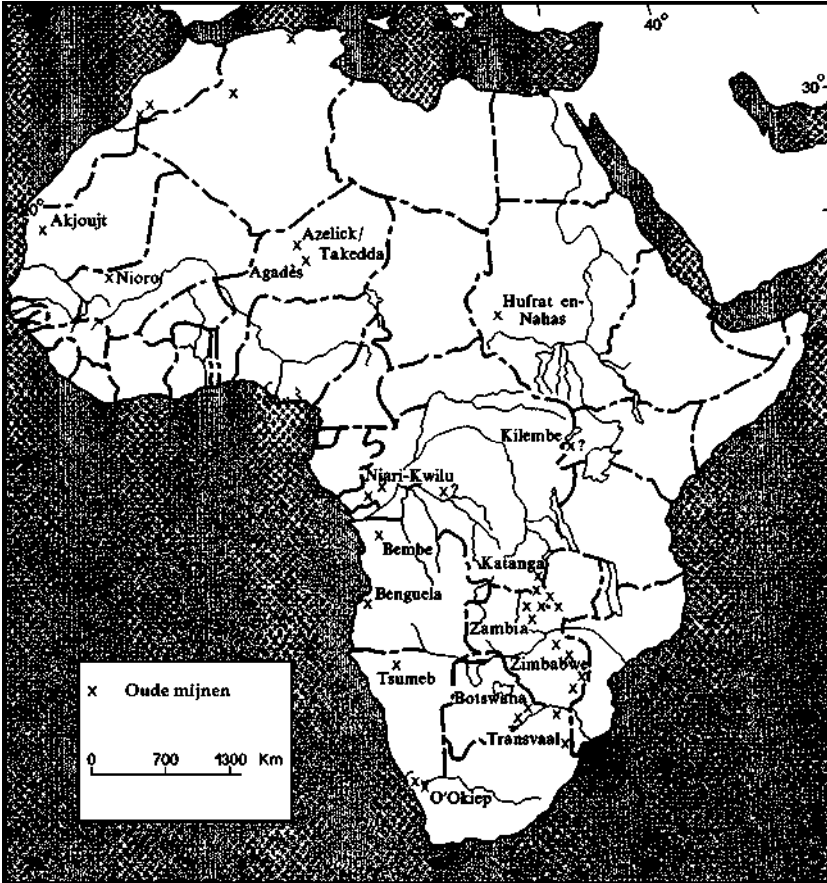 40°
30°
Akjoujt
Azelick/
Takedda
Agadès
Nioro
Hufrat en-
Nahas
Kilembe
?
Niari-Kwilu
?
Bembe
Katanga
Benguela
Zambia
Tsumeb
Zimbabwe
Botswana
Transvaal
O'Okiep
x Oude mijnen
0 700 1300 Km